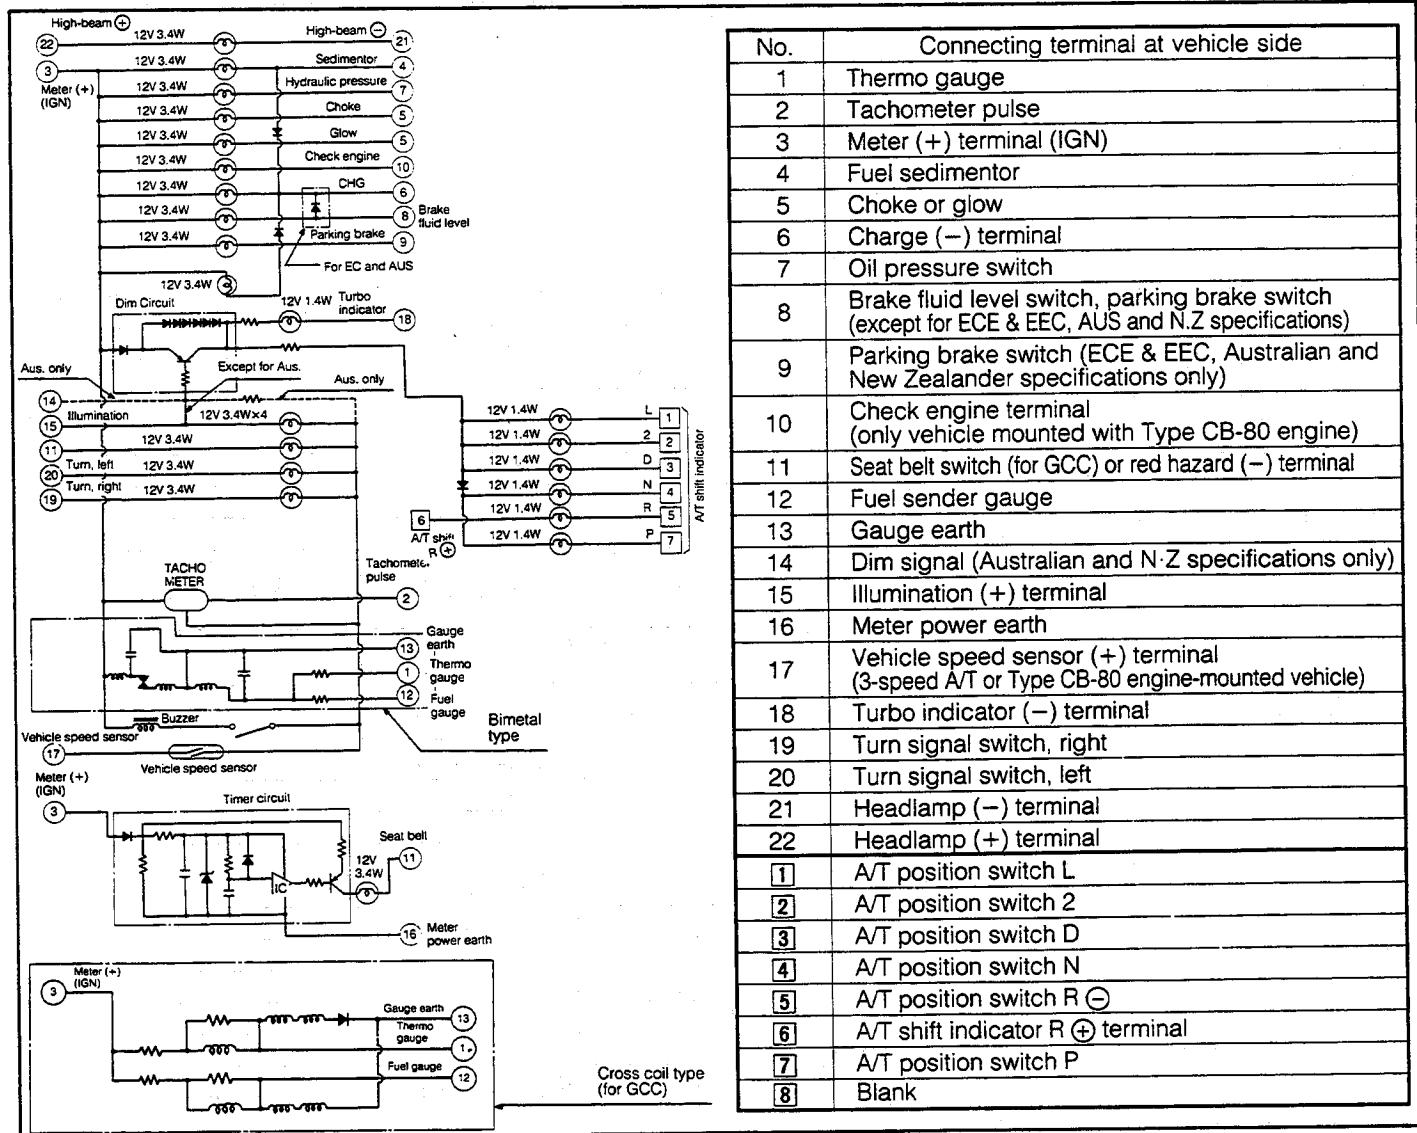 High-beam ⊕
22
12V 3.4W
High-beam ⊖
21
3
Meter (+)
(IGN)
12V 3.4W
Sedimentor
4
12V 3.4W
Hydraulic pressure
7
12V 3.4W
Choke
5
12V 3.4W
Glow
5
12V 3.4W
Check engine
10
12V 3.4W
CHG
6
12V 3.4W
8
Brake
fluid level
12V 3.4W
Parking brake
9
For EC and AUS
12V 3.4W
Dim Circuit
12V 1.4W
Turbo
indicator
18
Aus. only
Except for Aus.
Aus. only
14
15
Illumination
12V 3.4W×4
11
12V 3.4W
20
Turn, left
12V 3.4W
19
Turn, right
12V 3.4W
12V 1.4W
L
1
12V 1.4W
2
2
12V 1.4W
D
3
12V 1.4W
N
4
12V 1.4W
R
5
12V 1.4W
P
7
6
A/T shift
R ⊕
A/T shift indicator
TACHO
METER
Tachometer
pulse
2
Gauge
earth
13
1
Thermo
gauge
12
Fuel
gauge
Bimetal
type
Buzzer
Vehicle speed sensor
17
Vehicle speed sensor
Meter (+)
(IGN)
3
Timer circuit
IC
12V
3.4W
Seat belt
11
16
Meter
power earth
Meter (+)
(IGN)
3
Gauge earth
13
Thermo
gauge
1
Fuel gauge
12
Cross coil type
(for GCC)
No. Connecting terminal at vehicle side
1 Thermo gauge
2 Tachometer pulse
3 Meter (+) terminal (IGN)
4 Fuel sedimentor
5 Choke or glow
6 Charge (−) terminal
7 Oil pressure switch
8 Brake fluid level switch, parking brake switch
(except for ECE & EEC, AUS and N.Z specifications)
9 Parking brake switch (ECE & EEC, Australian and
New Zealander specifications only)
10 Check engine terminal
(only vehicle mounted with Type CB-80 engine)
11 Seat belt switch (for GCC) or red hazard (−) terminal
12 Fuel sender gauge
13 Gauge earth
14 Dim signal (Australian and N·Z specifications only)
15 Illumination (+) terminal
16 Meter power earth
17 Vehicle speed sensor (+) terminal
(3-speed A/T or Type CB-80 engine-mounted vehicle)
18 Turbo indicator (−) terminal
19 Turn signal switch, right
20 Turn signal switch, left
21 Headlamp (−) terminal
22 Headlamp (+) terminal
1 A/T position switch L
2 A/T position switch 2
3 A/T position switch D
4 A/T position switch N
5 A/T position switch R ⊖
6 A/T shift indicator R ⊕ terminal
7 A/T position switch P
8 Blank